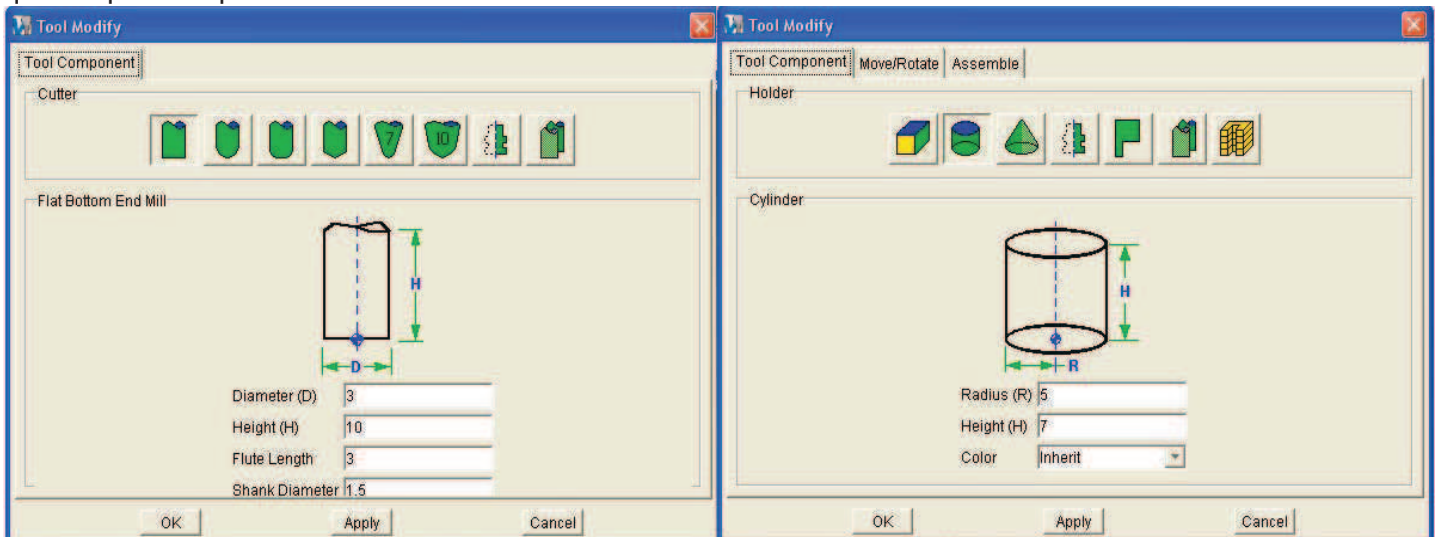 Tool Modify
Tool Component
Cutter
7
10
Flat Bottom End Mill
H
D
Diameter (D) 3
Height (H) 10
Flute Length 3
Shank Diameter 1.5
OK Apply Cancel
Tool Modify
Tool Component Move/Rotate Assemble
Holder
Cylinder
H
R
Radius (R) 5
Height (H) 7
Color Inherit
OK Apply Cancel